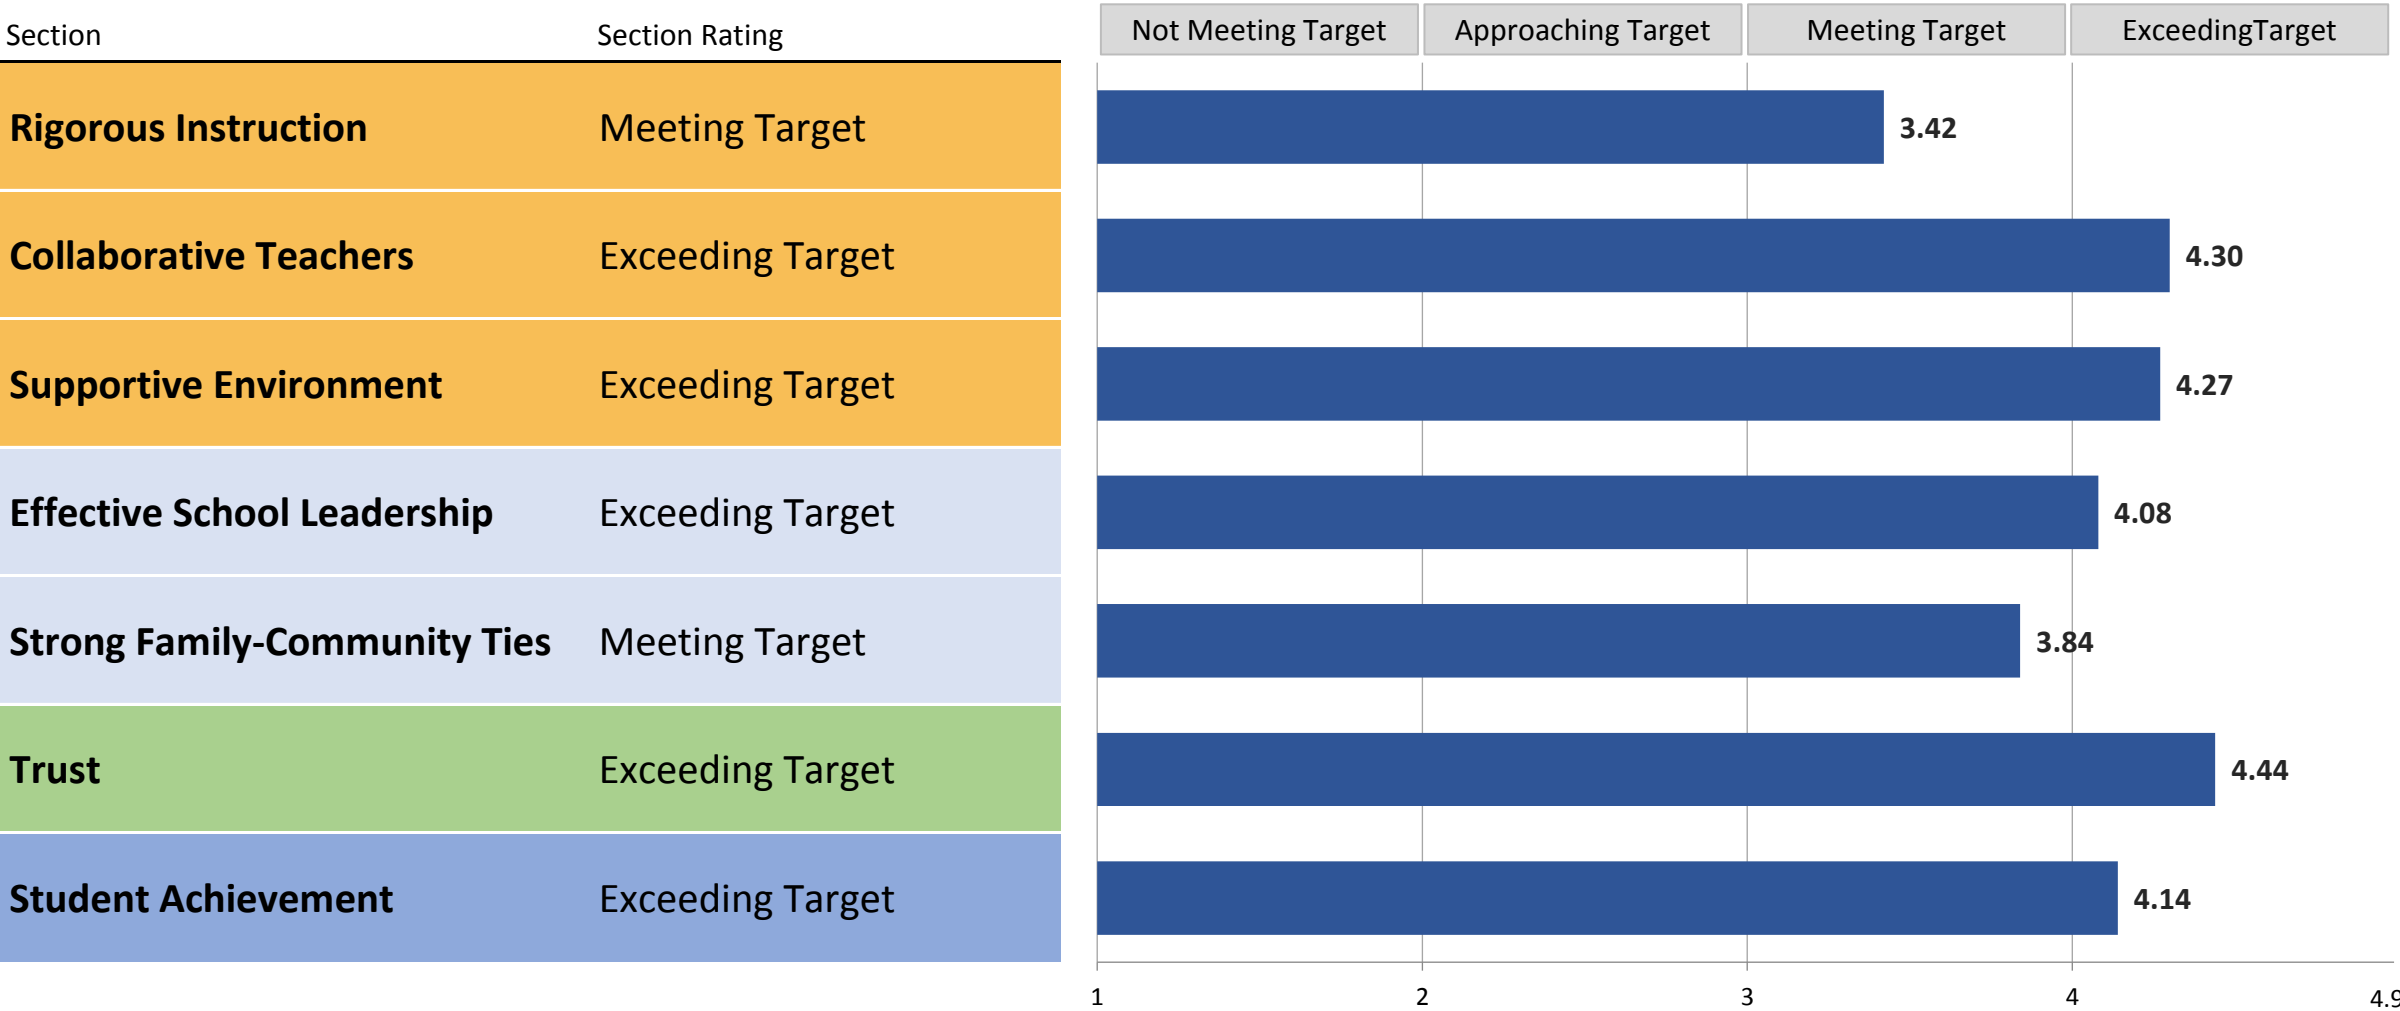 Section Section Rating Not Meeting Target Approaching Target Meeting Target ExceedingTarget
Rigorous Instruction Meeting Target 3.42
Collaborative Teachers Exceeding Target 4.30
Supportive Environment Exceeding Target 4.27
Effective School Leadership Exceeding Target 4.08
Strong Family-Community Ties Meeting Target 3.84
Trust Exceeding Target 4.44
Student Achievement Exceeding Target 4.14
1 2 3 4 4.9